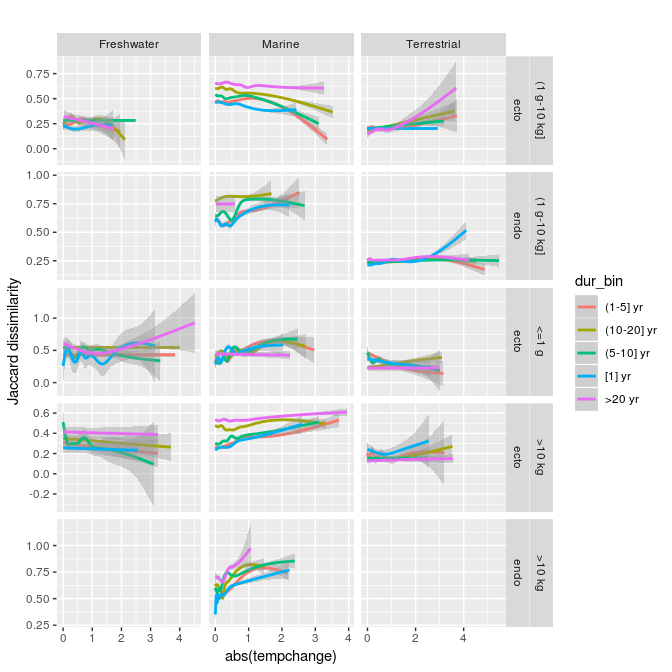 Freshwater Marine Terrestrial
0.75
0.50
0.25
0.00
(1 g-10 kg]
ecto
1.00
0.75
0.50
0.25
(1 g-10 kg]
endo
1.0
0.5
0.0
<=1 g
ecto
0.6
0.4
0.2
0.0
-0.2
>10 kg
ecto
1.00
0.75
0.50
0.25
>10 kg
endo
0 1 2 3 4 0 1 2 3 4 0 2 4
abs(tempchange)
Jaccard dissimilarity
dur_bin
(1-5] yr
(10-20] yr
(5-10] yr
[1] yr
>20 yr